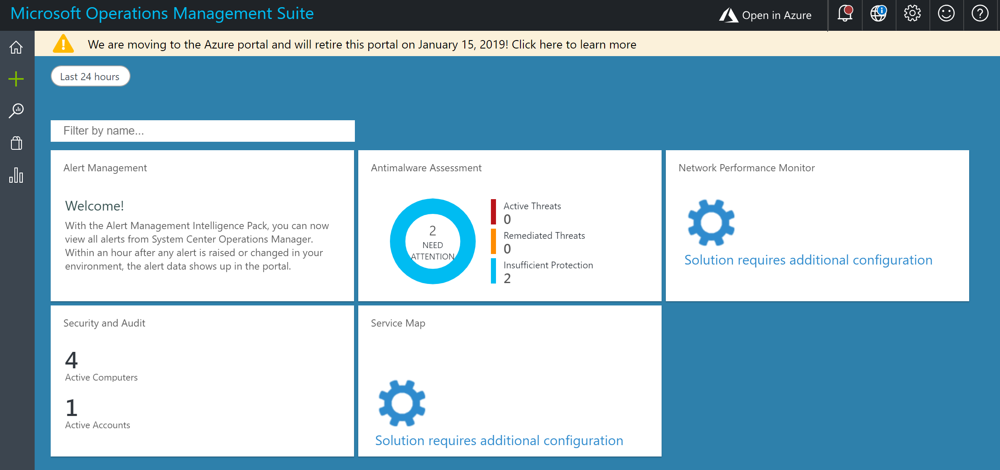 Microsoft Operations Management Suite
Open in Azure
We are moving to the Azure portal and will retire this portal on January 15, 2019! Click here to learn more
Last 24 hours
Filter by name...
Alert Management
Welcome!
With the Alert Management Intelligence Pack, you can now
view all alerts from System Center Operations Manager.
Within an hour after any alert is raised or changed in your
environment, the alert data shows up in the portal.
Antimalware Assessment
2
NEED
ATTENTION
Active Threats
0
Remediated Threats
0
Insufficient Protection
2
Network Performance Monitor
Solution requires additional configuration
Security and Audit
4
Active Computers
1
Active Accounts
Service Map
Solution requires additional configuration